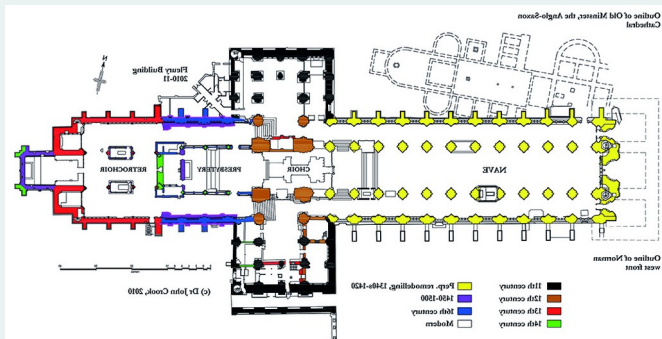 Outline of Old Minster, the Anglo-Saxon
Cathedral
N
Fleury Building
2010-11
RETROCHOIR
PRESBYTERY
CHOIR
NAVE
Outline of Norman
west front
(c) Dr John Crook, 2010
11th century
12th century
13th century
14th century
Perp. remodelling, 1340s-1420
1450-1500
16th century
Modern